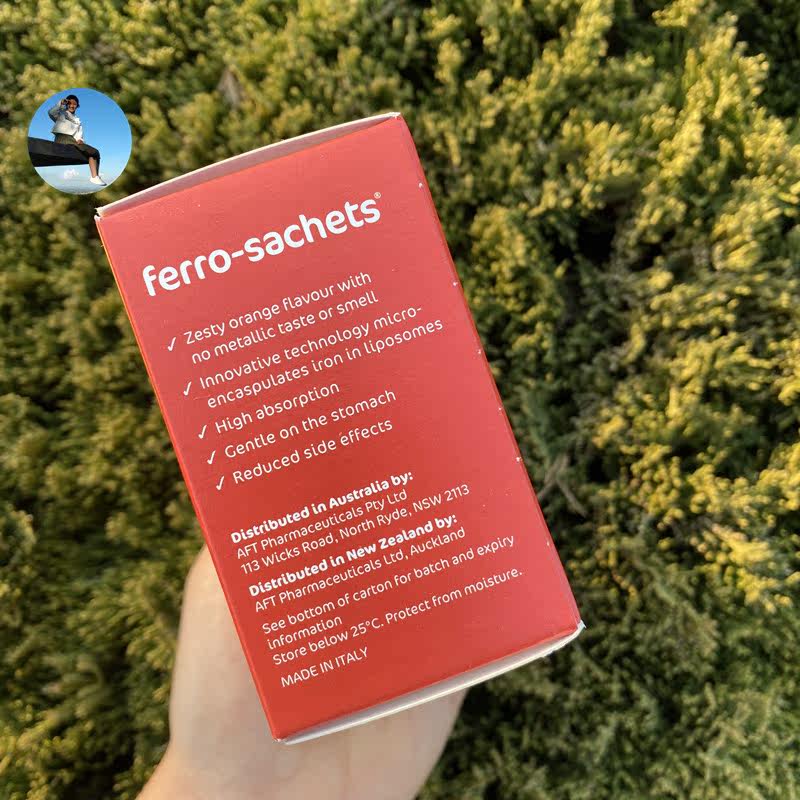 ferro-sachets®
✓ Zesty orange flavour with
no metallic taste or smell
✓ Innovative technology micro-
encaspulates iron in liposomes
✓ High absorption
✓ Gentle on the stomach
✓ Reduced side effects
Distributed in Australia by:
AFT Pharmaceuticals Pty Ltd
113 Wicks Road, North Ryde, NSW 2113
Distributed in New Zealand by:
AFT Pharmaceuticals Ltd, Auckland
See bottom of carton for batch and expiry
information
Store below 25°C. Protect from moisture.
MADE IN ITALY